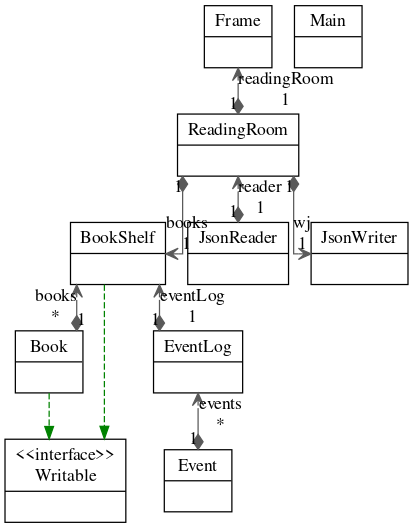 Frame
Main
readingRoom
1
1
ReadingRoom
1
reader
1
1
1
books
1
wj
1
BookShelf
JsonReader
JsonWriter
books
*
1
eventLog
1
1
Book
EventLog
events
*
1
<<interface>>
Writable
Event